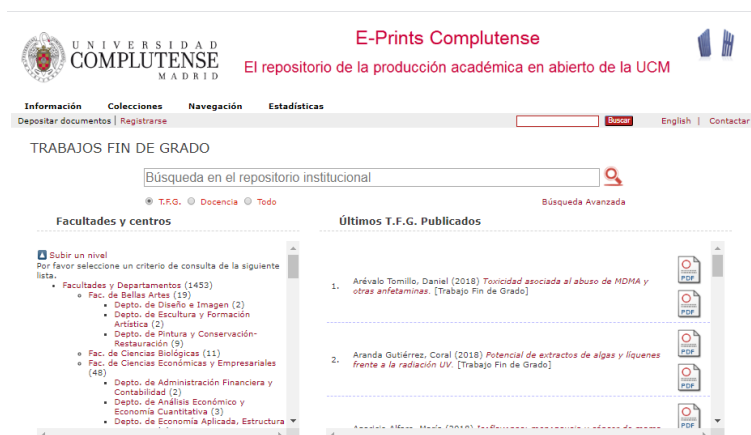 UNIVERSIDAD
COMPLUTENSE
MADRID
E-Prints Complutense
El repositorio de la producción académica en abierto de la UCM
Información Colecciones Navegación Estadísticas
Depositar documentos | Registrarse
Buscar
English | Contactar
TRABAJOS FIN DE GRADO
Búsqueda en el repositorio institucional
T.F.G. Docencia Todo
Búsqueda Avanzada
Facultades y centros
Subir un nivel
Por favor seleccione un criterio de consulta de la siguiente
lista.
Facultades y Departamentos (1453)
Fac. de Bellas Artes (19)
Depto. de Diseño e Imagen (2)
Depto. de Escultura y Formación
Artística (2)
Depto. de Pintura y Conservación-
Restauración (9)
Fac. de Ciencias Biológicas (11)
Fac. de Ciencias Económicas y Empresariales
(48)
Depto. de Administración Financiera y
Contabilidad (2)
Depto. de Análisis Económico y
Economía Cuantitativa (3)
Depto. de Economía Aplicada, Estructura
Últimos T.F.G. Publicados
1. Arévalo Tomillo, Daniel (2018) Toxicidad asociada al abuso de MDMA y
otras anfetaminas. [Trabajo Fin de Grado]
PDF
PDF
2. Aranda Gutiérrez, Coral (2018) Potencial de extractos de algas y líquenes
frente a la radiación UV. [Trabajo Fin de Grado]
PDF
PDF
PDF